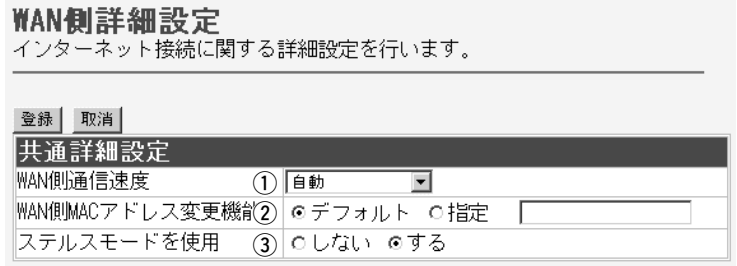 WAN側詳細設定
インターネット接続に関する詳細設定を行います。
登録 取消
共通詳細設定
WAN側通信速度 ① 自動
WAN側MACアドレス変更機能② デフォルト 指定
ステルスモードを使用 ③ しない する